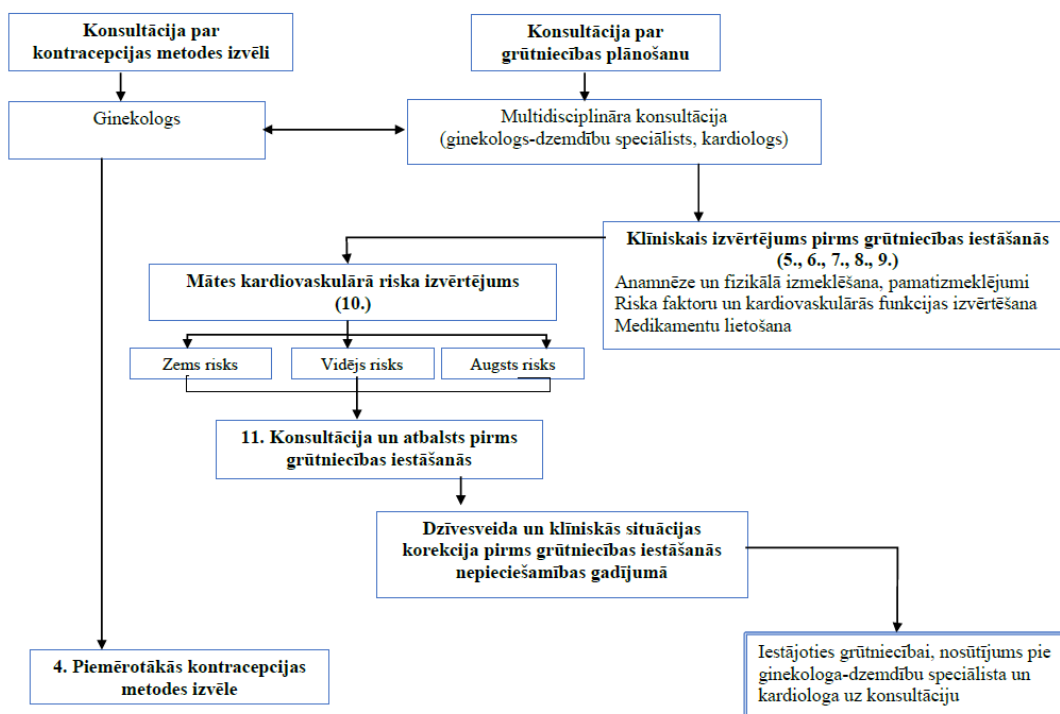 Konsultācija par
kontracepcijas metodes izvēli
Konsultācija par
grūtniecības plānošanu
Ginekologs
Multidisciplināra konsultācija
(ginekologs-dzemdību speciālists, kardiologs)
Klīniskais izvērtējums pirms grūtniecības iestāšanās
(5., 6., 7., 8., 9.)
Anamnēze un fizikālā izmeklēšana, pamatizmeklējumi
Riska faktoru un kardiovaskulārās funkcijas izvērtēšana
Medikamentu lietošana
Mātes kardiovaskulārā riska izvērtējums
(10.)
Zems risks
Vidējs risks
Augsts risks
11. Konsultācija un atbalsts pirms
grūtniecības iestāšanās
Dzīvesveida un klīniskās situācijas
korekcija pirms grūtniecības iestāšanās
nepieciešamības gadījumā
4. Piemērotākās kontracepcijas
metodes izvēle
Iestājoties grūtniecībai, nosūtījums pie
ginekologa-dzemdību speciālista un
kardiologa uz konsultāciju